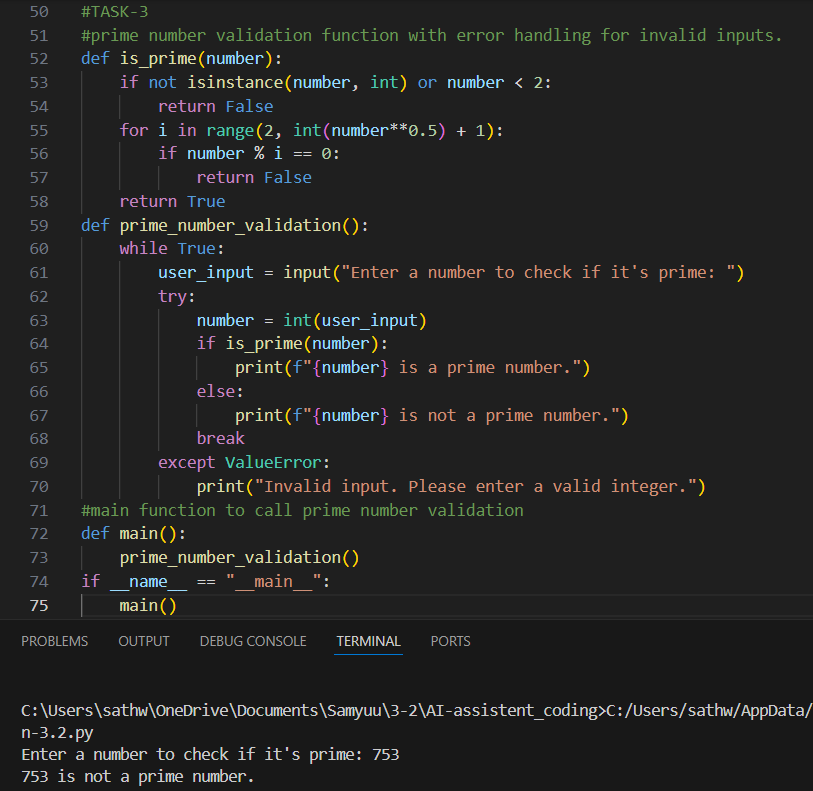 50 #TASK-3
51 #prime number validation function with error handling for invalid inputs.
52 def is_prime(number):
53     if not isinstance(number, int) or number < 2:
54         return False
55     for i in range(2, int(number**0.5) + 1):
56         if number % i == 0:
57             return False
58     return True
59 def prime_number_validation():
60     while True:
61         user_input = input("Enter a number to check if it's prime: ")
62         try:
63             number = int(user_input)
64             if is_prime(number):
65                 print(f"{number} is a prime number.")
66             else:
67                 print(f"{number} is not a prime number.")
68             break
69         except ValueError:
70             print("Invalid input. Please enter a valid integer.")
71 #main function to call prime number validation
72 def main():
73     prime_number_validation()
74 if __name__ == "__main__":
75     main()
PROBLEMS OUTPUT DEBUG CONSOLE TERMINAL PORTS
C:\Users\sathw\OneDrive\Documents\Samyuu\3-2\AI-assistent_coding>C:/Users/sathw/AppData/
n-3.2.py
Enter a number to check if it's prime: 753
753 is not a prime number.